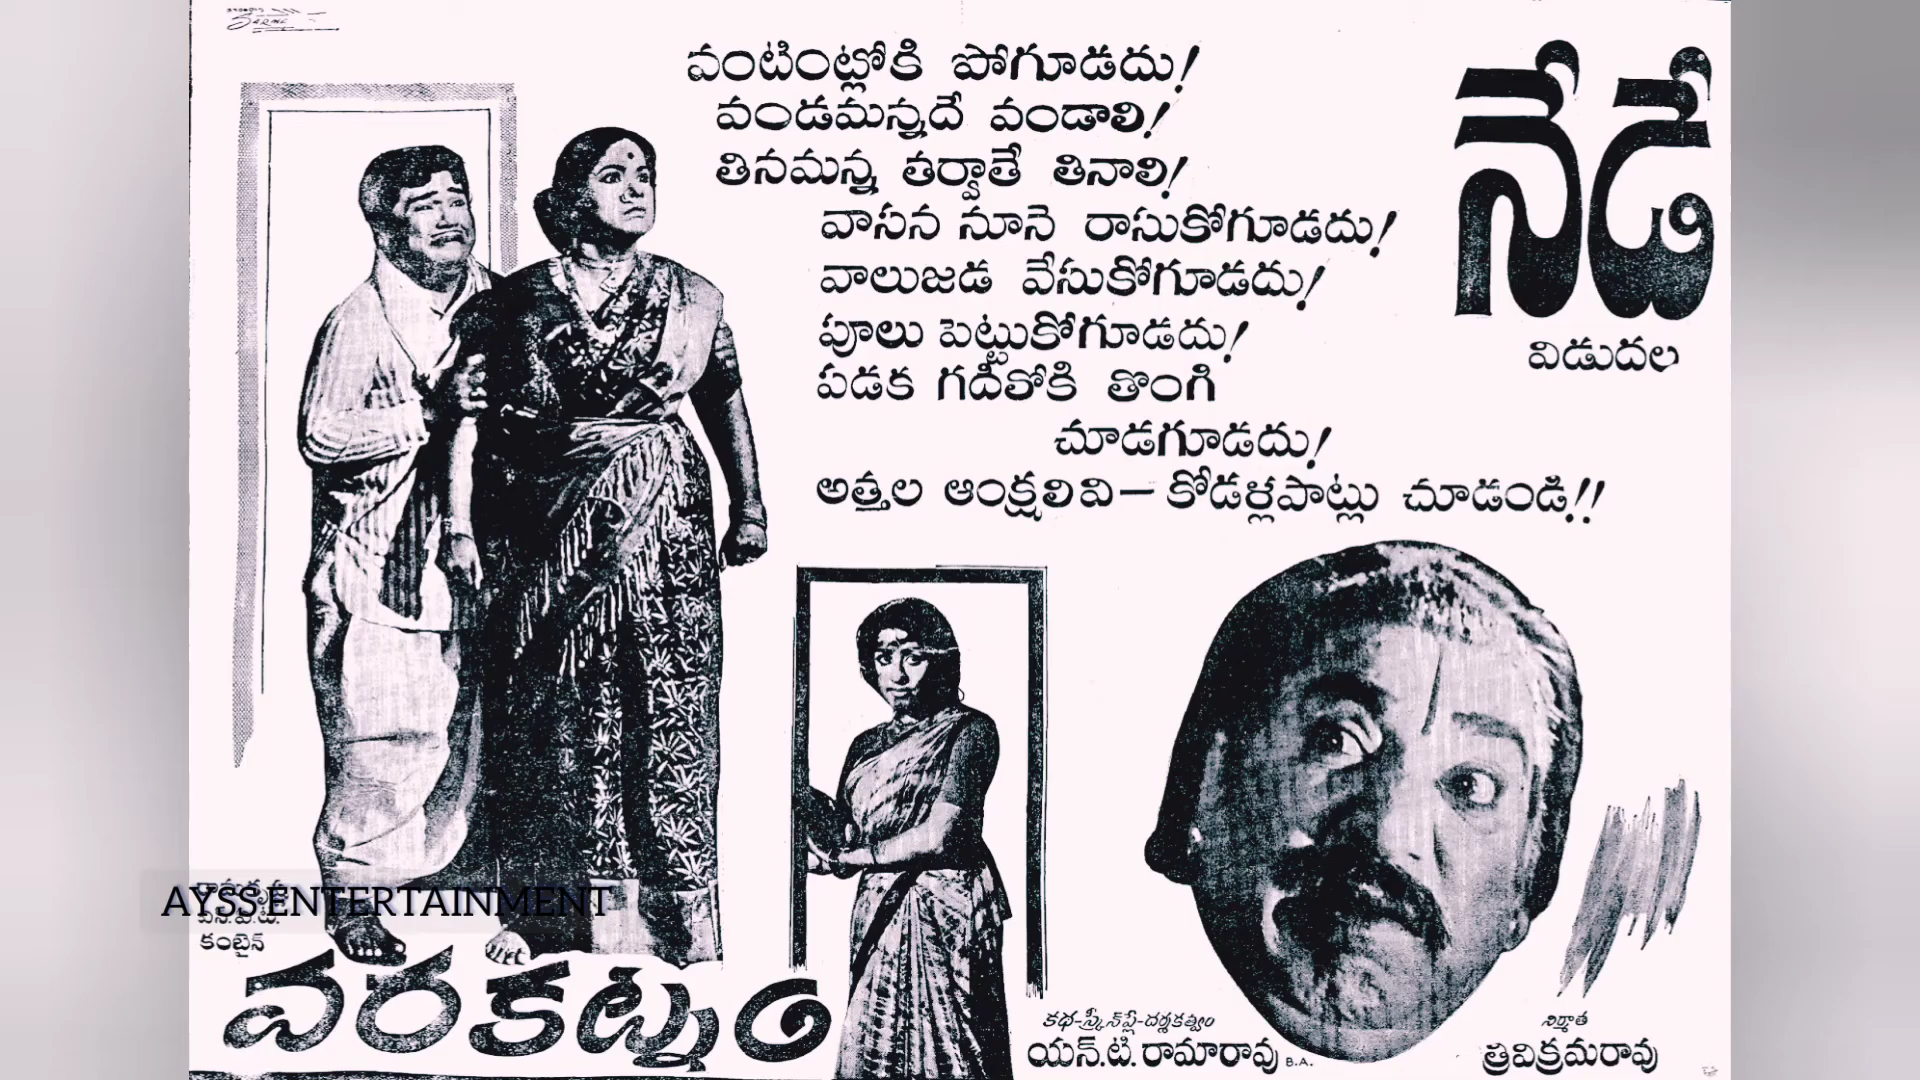 SARMA
వంటింట్లోకి పోగూడదు!
వండమన్నదే వండాలి!
తినమన్న తర్వాతే తినాలి!
వాసన నూనె రాసుకోగూడదు!
వాలుజడ వేసుకోగూడదు!
పూలు పెట్టుకోగూడదు!
పడక గదిలోకి తొంగి
చూడగూడదు!
అత్తల ఆంక్షలివి – కోడళ్లపాట్లు చూడండి!!
నేడే
విడుదల
AYSS ENTERTAINMENT
కంబైన్
వరకట్నం
కథ-స్క్రీన్‌ప్లే-దర్శకత్వం
యన్.టి. రామారావు B.A.
నిర్మాత
త్రివిక్రమరావు